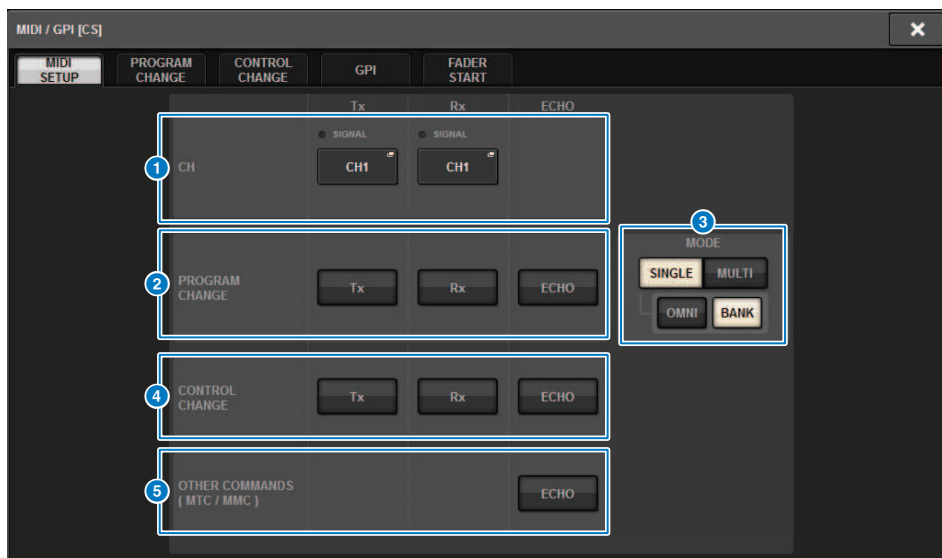 MIDI / GPI [CS]
MIDI SETUP
PROGRAM CHANGE
CONTROL CHANGE
GPI
FADER START
Tx
Rx
ECHO
1
CH
SIGNAL
CH1
SIGNAL
CH1
2
PROGRAM
CHANGE
Tx
Rx
ECHO
3
MODE
SINGLE
MULTI
OMNI
BANK
4
CONTROL
CHANGE
Tx
Rx
ECHO
5
OTHER COMMANDS
( MTC / MMC )
ECHO